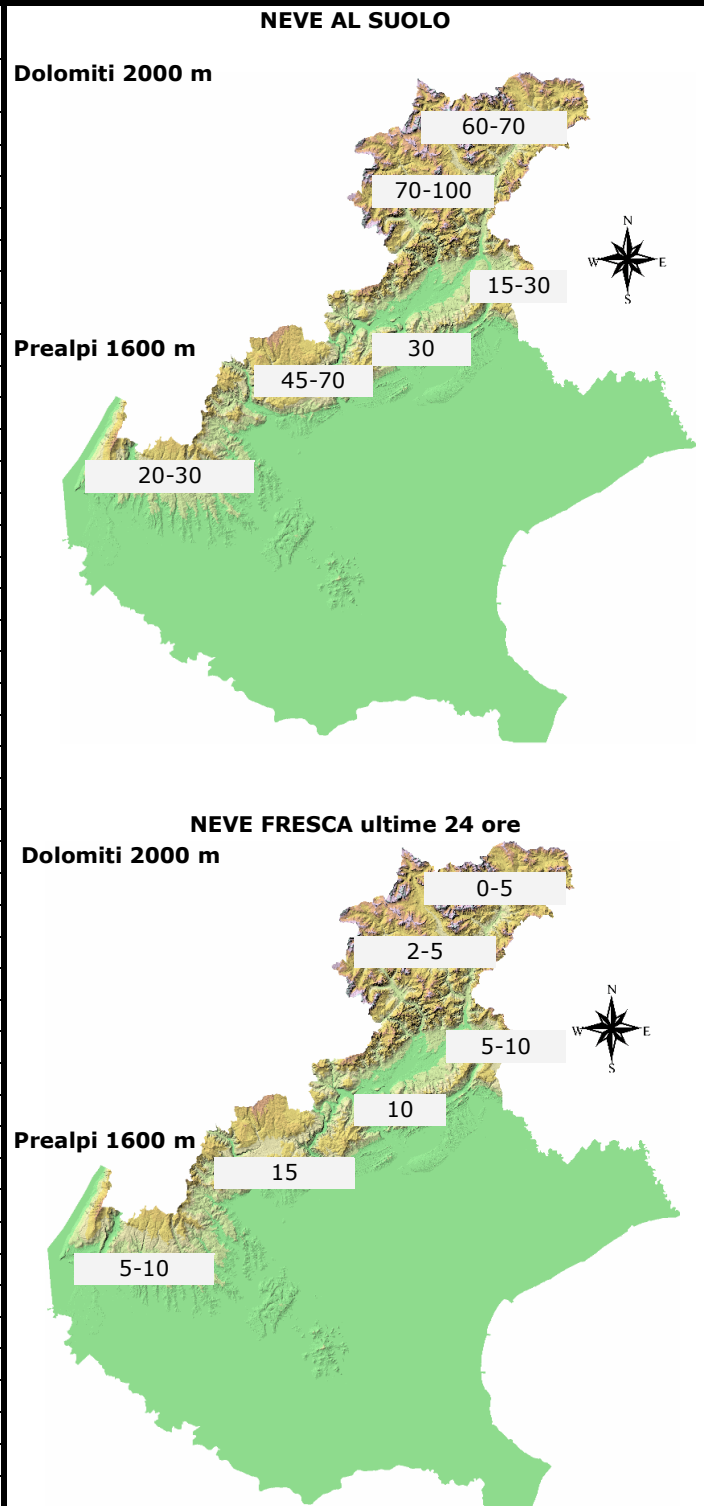 NEVE AL SUOLO
Dolomiti 2000 m
60-70
70-100
N
W E
S
15-30
Prealpi 1600 m
30
45-70
20-30
NEVE FRESCA ultime 24 ore
Dolomiti 2000 m
0-5
2-5
N
W E
S
5-10
10
Prealpi 1600 m
15
5-10